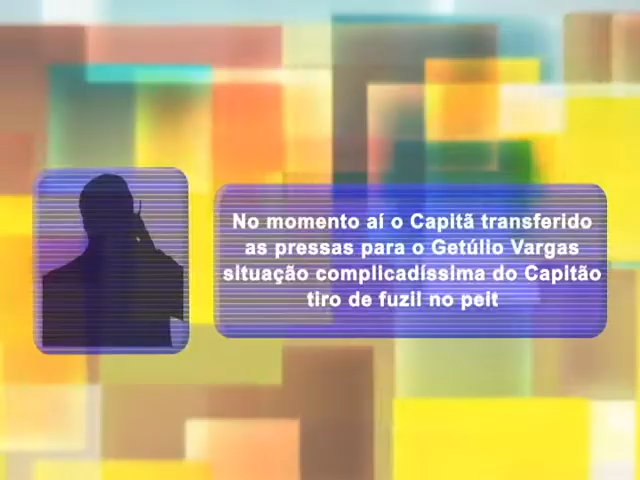 No momento aí o Capitã transferido
as pressas para o Getúlio Vargas
situação complicadíssima do Capitão
tiro de fuzil no peit